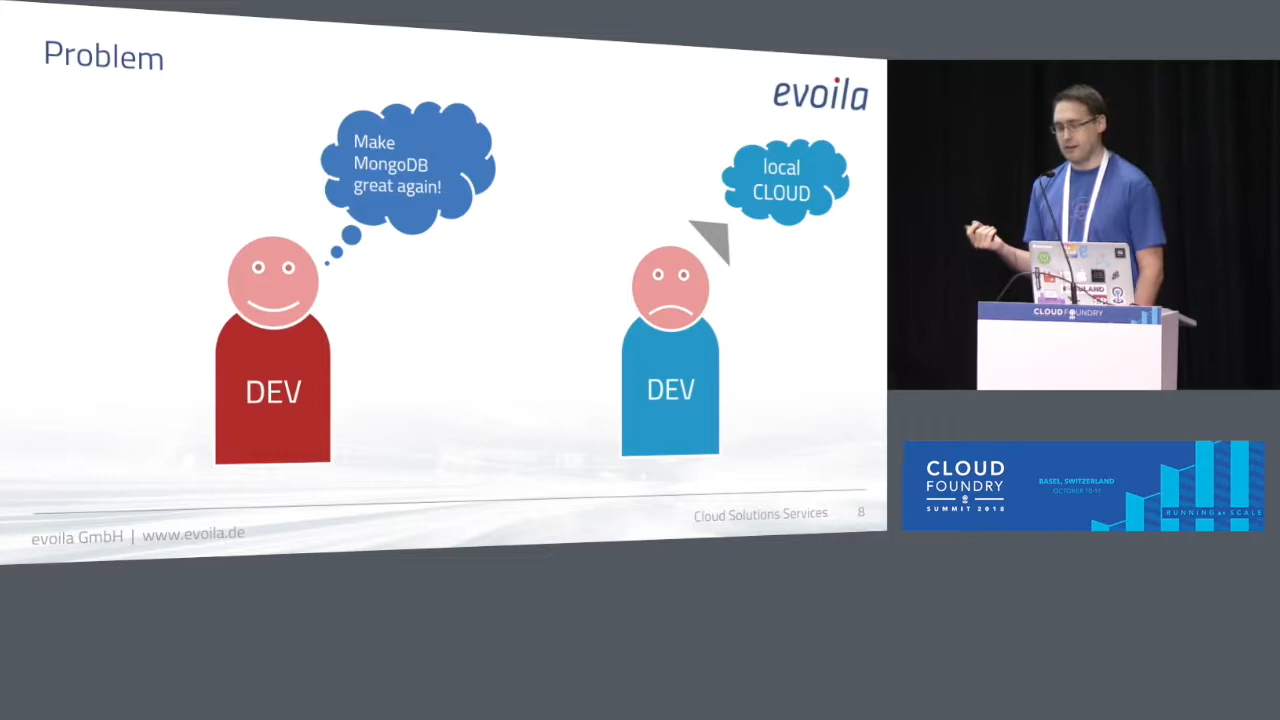 Problem
evoila
Make
MongoDB
great again!
local
CLOUD
DEV
DEV
Cloud Solutions Services
8
evoila GmbH | www.evoila.de
CLOUD FOUNDRY
CLOUD
FOUNDRY
SUMMIT 2018
BASEL, SWITZERLAND
OCTOBER 10-11
RUNNING AT SCALE